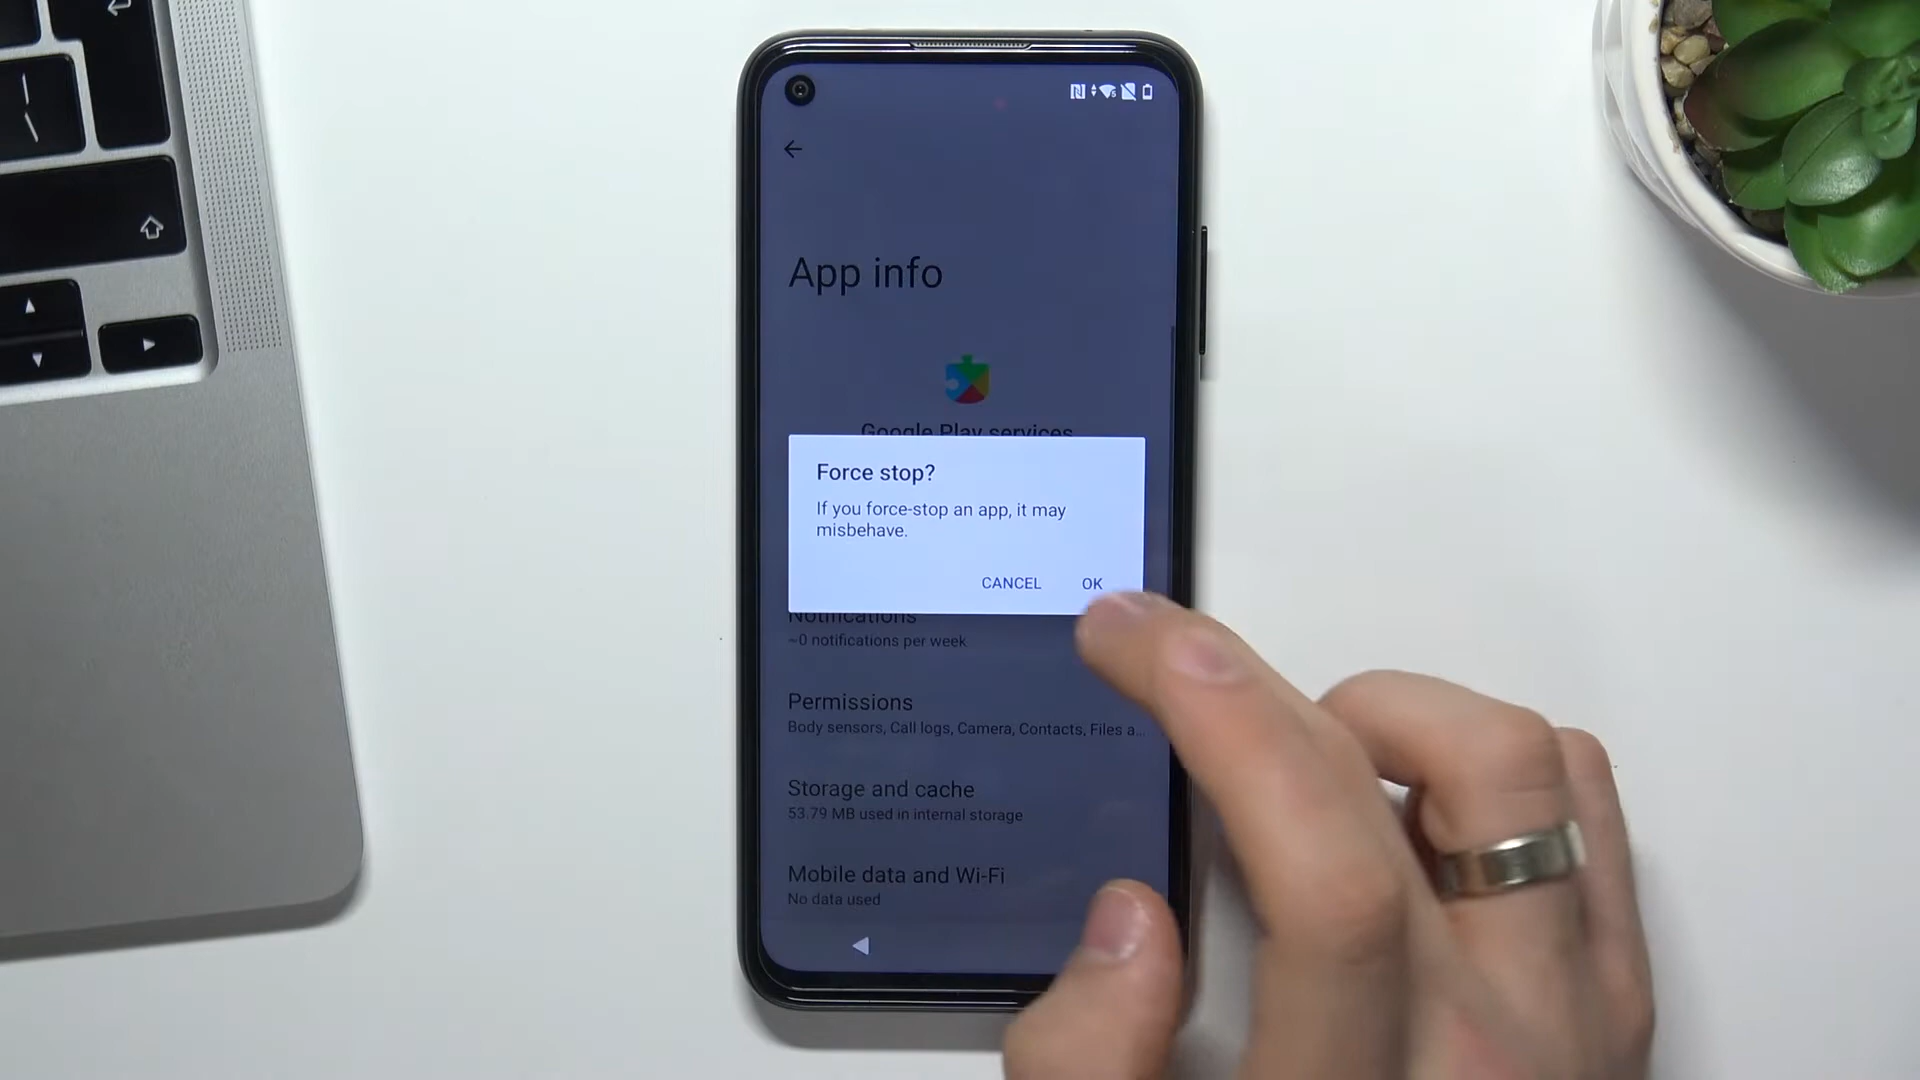 App info
Google Play services
Force stop?
If you force-stop an app, it may
misbehave.
CANCEL OK
Notifications
~0 notifications per week
Permissions
Body sensors, Call logs, Camera, Contacts, Files a...
Storage and cache
53.79 MB used in internal storage
Mobile data and Wi-Fi
No data used